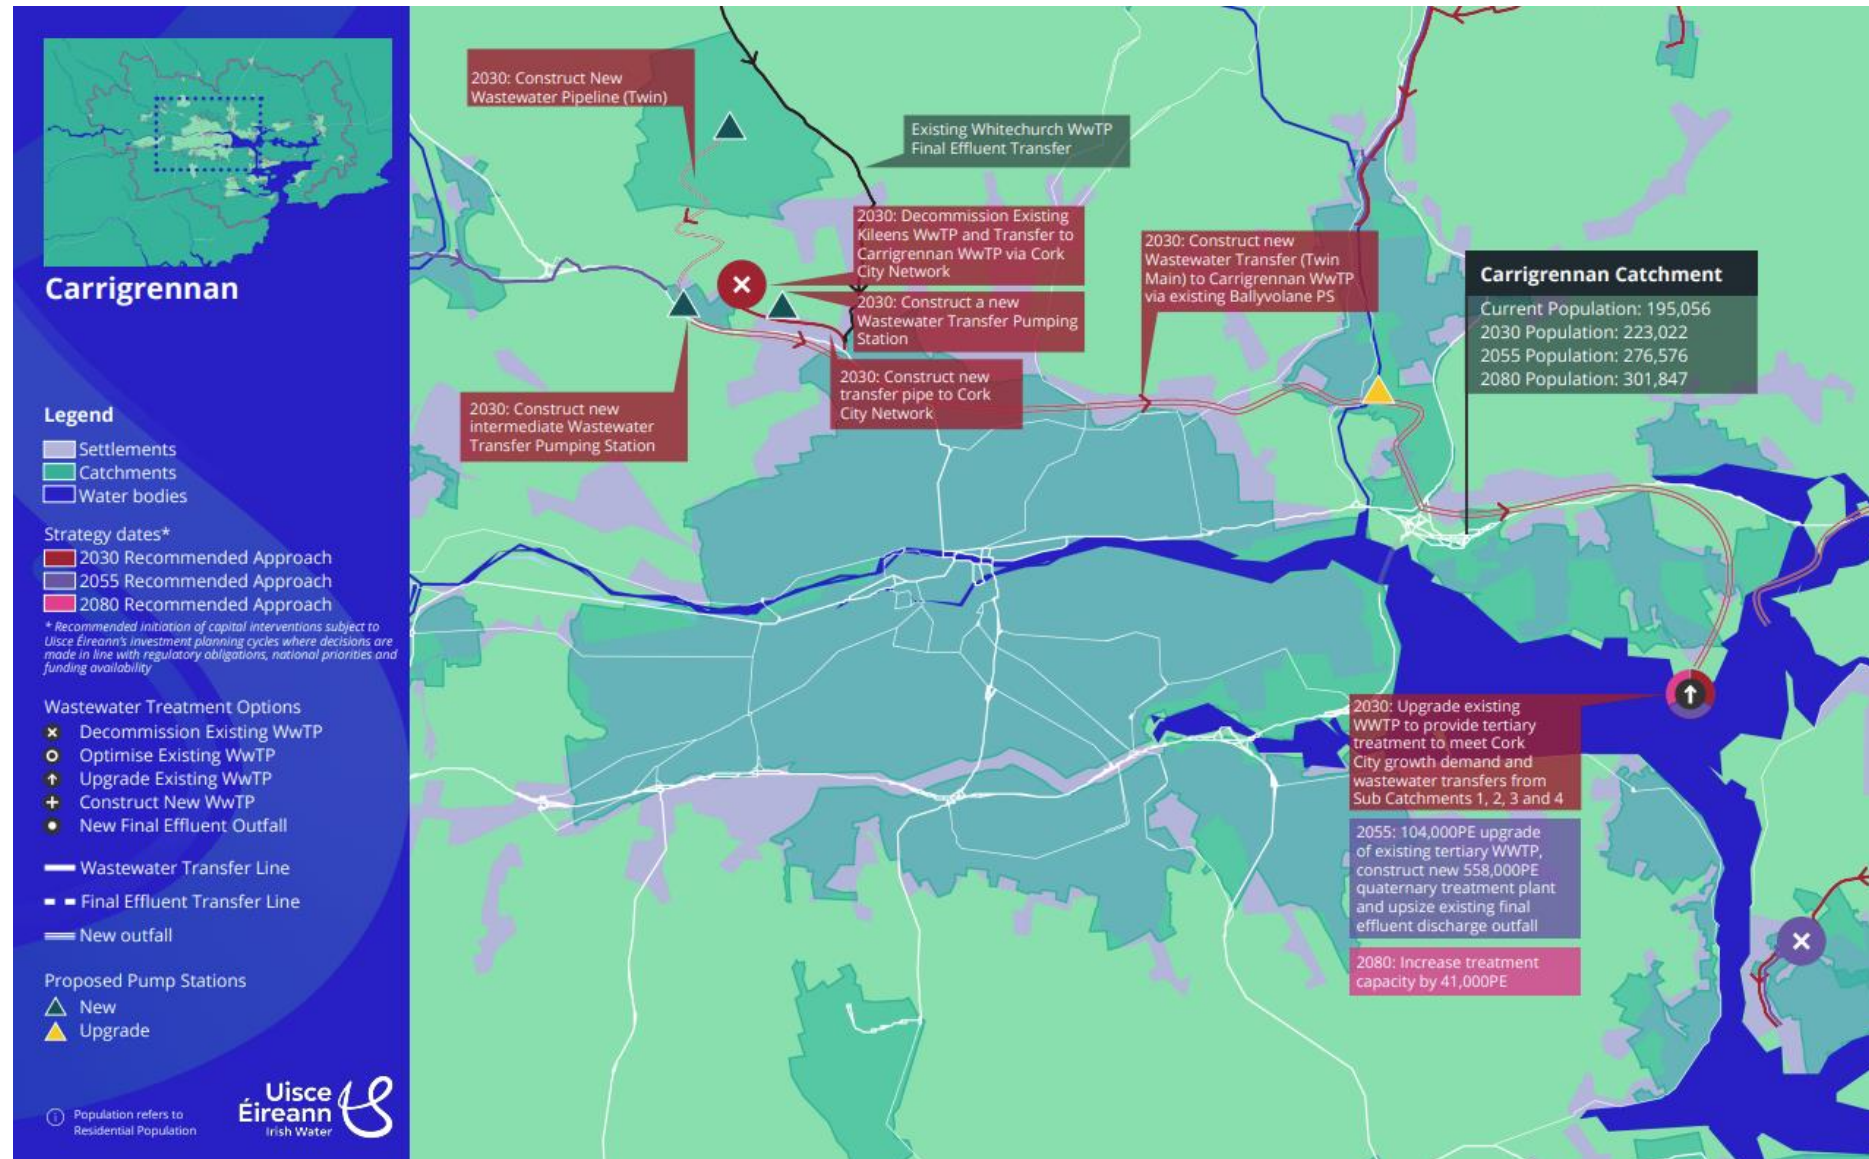 Carrigrennan
Legend
Settlements
Catchments
Water bodies
Strategy dates*
2030 Recommended Approach
2055 Recommended Approach
2080 Recommended Approach
* Recommended initiation of capital interventions subject to
Uisce Éireann's investment planning cycles where decisions are
made in line with regulatory obligations, national priorities and
funding availability
Wastewater Treatment Options
Decommission Existing WwTP
Optimise Existing WwTP
Upgrade Existing WwTP
Construct New WwTP
New Final Effluent Outfall
Wastewater Transfer Line
Final Effluent Transfer Line
New outfall
Proposed Pump Stations
New
Upgrade
Population refers to
Residential Population
Uisce
Éireann
Irish Water
2030: Construct New
Wastewater Pipeline (Twin)
Existing Whitechurch WwTP
Final Effluent Transfer
2030: Decommission Existing
Kileens WwTP and Transfer to
Carrigrennan WwTP via Cork
City Network
2030: Construct a new
Wastewater Transfer Pumping
Station
2030: Construct new
transfer pipe to Cork
City Network
2030: Construct new
intermediate Wastewater
Transfer Pumping Station
2030: Construct new
Wastewater Transfer (Twin
Main) to Carrigrennan WwTP
via existing Ballyvolane PS
Carrigrennan Catchment
Current Population: 195,056
2030 Population: 223,022
2055 Population: 276,576
2080 Population: 301,847
2030: Upgrade existing
WWTP to provide tertiary
treatment to meet Cork
City growth demand and
wastewater transfers from
Sub Catchments 1, 2, 3 and 4
2055: 104,000PE upgrade
of existing tertiary WWTP,
construct new 558,000PE
quaternary treatment plant
and upsize existing final
effluent discharge outfall
2080: Increase treatment
capacity by 41,000PE